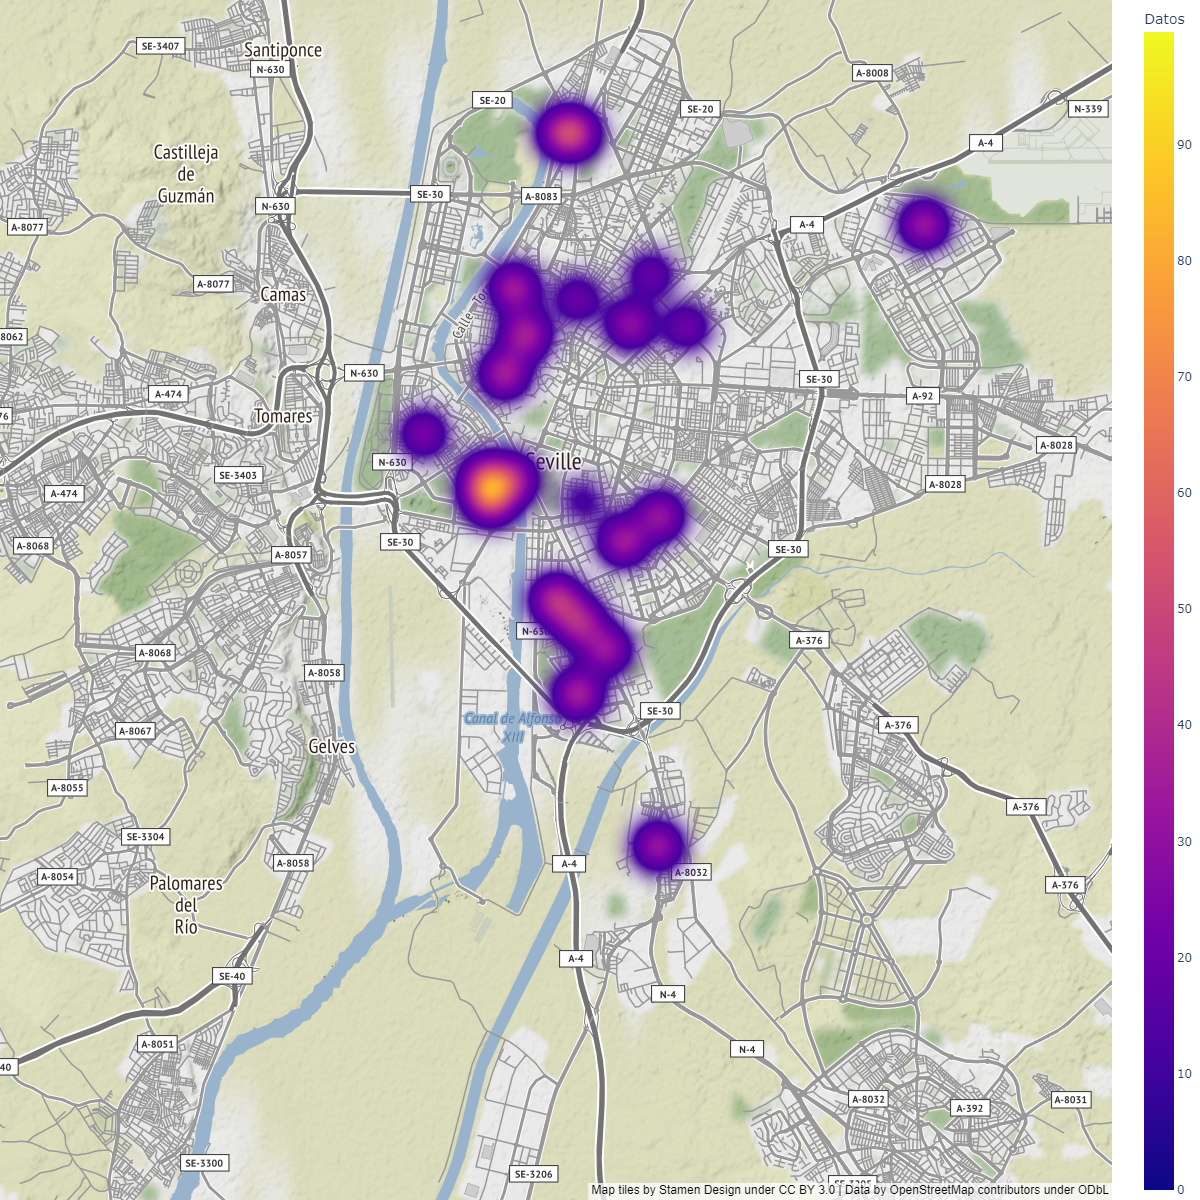 Datos
SE-3407
Santiponce
N-630
A-8008
SE-20
SE-20
N-339
A-4
Castilleja
de
Guzmán
SE-30
A-8083
N-630
A-8077
A-4
A-8077
Camas
8062
N-630
SE-30
A-474
A-92
Tomares
A-8028
N-630
Seville
SE-3403
A-8028
A-474
SE-30
A-8068
A-8057
SE-30
N-630
A-376
A-8068
A-8058
SE-30
Canal de Alfonso
XIII
A-376
A-8067
Gelves
A-8055
A-376
SE-3304
A-8058
A-4
A-8032
A-8054
Palomares
del
Río
A-376
A-4
SE-40
N-4
A-8051
N-4
40
A-8032
A-392
A-8031
SE-3300
SE-3206
90
80
70
60
50
40
30
20
10
0
Map tiles by Stamen Design under CC BY 3.0 | Data by OpenStreetMap contributors under ODbL